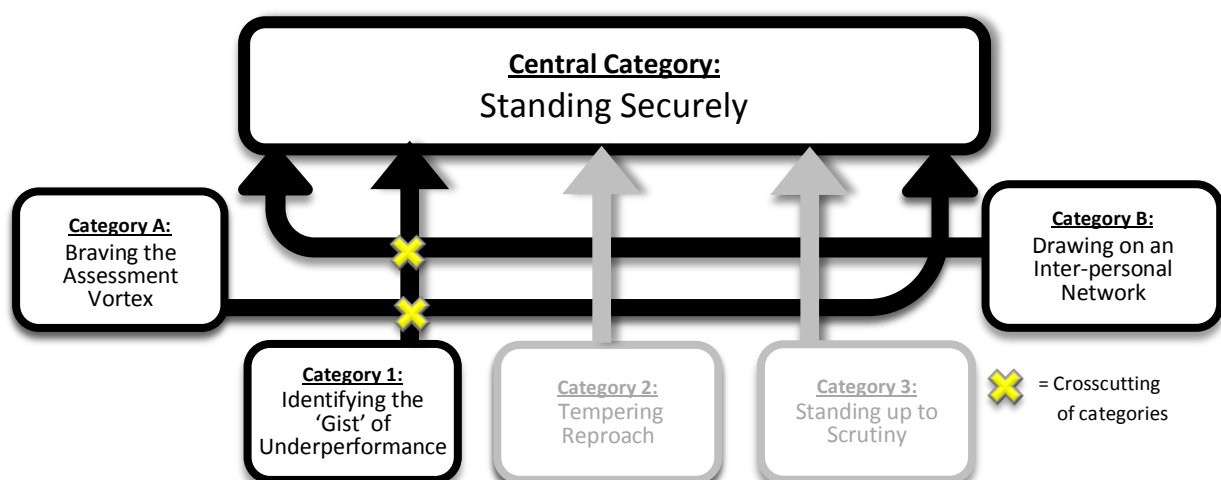 Central Category:
Standing Securely
Category A:
Braving the
Assessment
Vortex
Category B:
Drawing on an
Inter-personal
Network
Category 1:
Identifying the
‘Gist’ of
Underperformance
Category 2:
Tempering
Reproach
Category 3:
Standing up to
Scrutiny
= Crosscutting
of categories